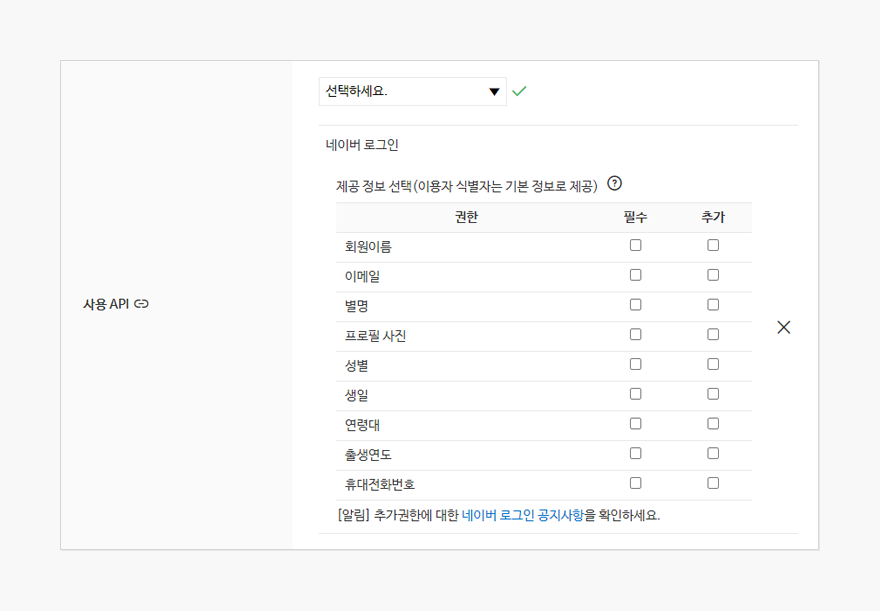 선택하세요.
네이버 로그인
제공 정보 선택(이용자 식별자는 기본 정보로 제공) ?
권한 필수 추가
회원이름
이메일
별명
프로필 사진
사용 API
성별
생일
연령대
출생연도
휴대전화번호
[알림] 추가권한에 대한 네이버 로그인 공지사항을 확인하세요.